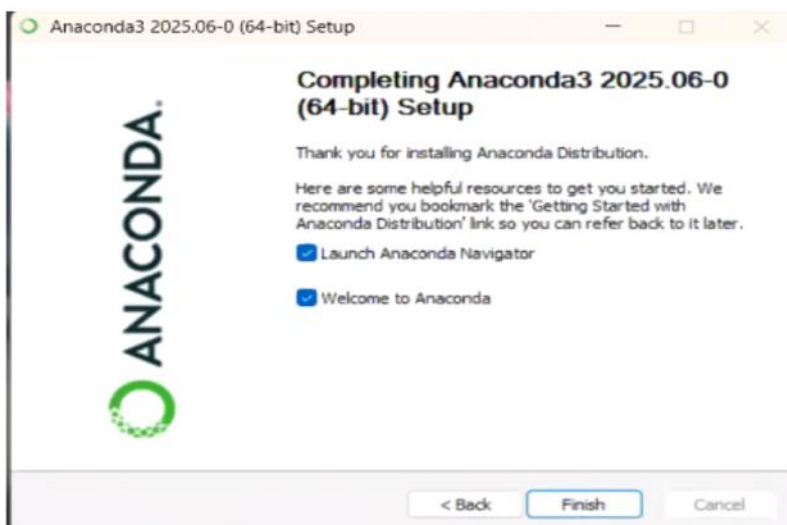 Anaconda3 2025.06-0 (64-bit) Setup
ANACONDA.
Completing Anaconda3 2025.06-0
(64-bit) Setup
Thank you for installing Anaconda Distribution.
Here are some helpful resources to get you started. We
recommend you bookmark the 'Getting Started with
Anaconda Distribution' link so you can refer back to it later.
Launch Anaconda Navigator
Welcome to Anaconda
< Back Finish Cancel